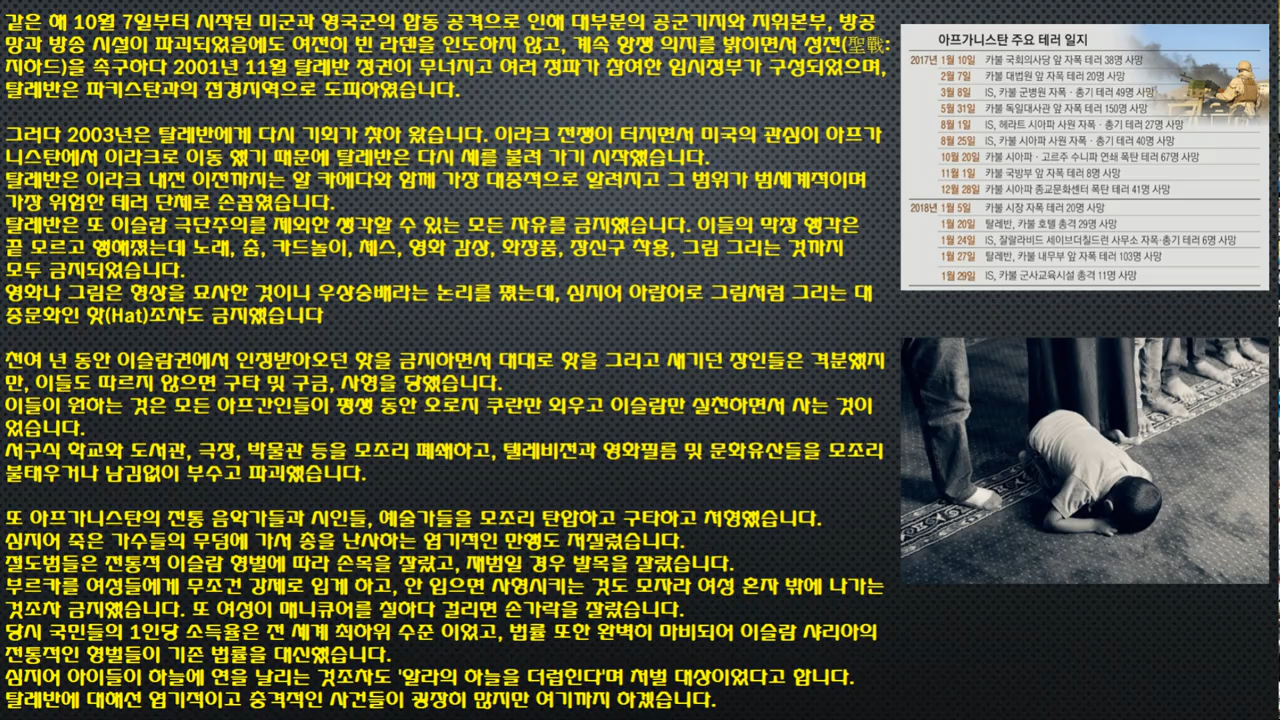 같은 해 10월 7일부터 시작된 미군과 영국군의 합동 공격으로 인해 대부분의 공군기지와 지위본부, 방공
망과 방송 시설이 파괴되었음에도 여전히 빈 라덴을 인도하지 않고, 계속 항쟁 의지를 밝히면서 성전(聖戰:
지하드)을 촉구하다 2001년 11월 탈레반 정권이 무너지고 여러 정파가 참여한 임시정부가 구성되었으며,
탈레반은 파키스탄과의 접경지역으로 도피하였습니다.
그러다 2003년은 탈레반에게 다시 기회가 찾아 왔습니다. 이라크 전쟁이 터지면서 미국의 관심이 아프가
니스탄에서 이라크로 이동 했기 때문에 탈레반은 다시 세를 불려 가기 시작했습니다.
탈레반은 이라크 내전 이전까지는 알 카에다와 함께 가장 대중적으로 알려지고 그 범위가 범세계적이며
가장 위험한 테러 단체로 손꼽혔습니다.
탈레반은 또 이슬람 극단주의를 제외한 생각할 수 있는 모든 자유를 금지했습니다. 이들의 막장 행각은
끝 모르고 행해졌는데 노래, 춤, 카드놀이, 체스, 영화 감상, 화장품, 장신구 착용, 그림 그리는 것까지
모두 금지되었습니다.
영화나 그림은 형상을 묘사한 것이니 우상숭배라는 논리를 폈는데, 심지어 아랍어로 그림처럼 그리는 대
중문화인 핫(Hat)조차도 금지했습니다
천여 년 동안 이슬람권에서 인정받아오던 핫을 금지하면서 대대로 핫을 그리고 새기던 장인들은 격분했지
만, 이들도 따르지 않으면 구타 및 구금, 사형을 당했습니다.
이들이 원하는 것은 모든 아프간인들이 평생 동안 오로지 쿠란만 외우고 이슬람만 실천하면서 사는 것이
었습니다.
서구식 학교와 도서관, 극장, 박물관 등을 모조리 폐쇄하고, 텔레비전과 영화필름 및 문화유산들을 모조리
불태우거나 남김없이 부수고 파괴했습니다.
또 아프가니스탄의 전통 음악가들과 시인들, 예술가들을 모조리 탄압하고 구타하고 처형했습니다.
심지어 죽은 가수들의 무덤에 가서 총을 난사하는 엽기적인 만행도 저질렀습니다.
절도범들은 전통적 이슬람 형벌에 따라 손목을 잘랐고, 재범일 경우 발목을 잘랐습니다.
부르카를 여성들에게 무조건 강제로 입게 하고, 안 입으면 사형시키는 것도 모자라 여성 혼자 밖에 나가는
것조차 금지했습니다. 또 여성이 매니큐어를 칠하다 걸리면 손가락을 잘랐습니다.
당시 국민들의 1인당 소득율은 전 세계 최하위 수준 이었고, 법률 또한 완벽히 마비되어 이슬람 샤리아의
전통적인 형벌들이 기존 법률을 대신했습니다.
심지어 아이들이 하늘에 연을 날리는 것조차도 '알라의 하늘을 더럽힌다'며 처벌 대상이었다고 합니다.
탈레반에 대해선 엽기적이고 충격적인 사건들이 굉장히 많지만 여기까지 하겠습니다.
아프가니스탄 주요 테러 일지
2017년 1월 10일 카불 국회의사당 앞 자폭 테러 38명 사망
2월 7일 카불 대법원 앞 자폭 테러 20명 사망
3월 8일 IS, 카불 군병원 자폭·총기 테러 49명 사망
5월 31일 카불 독일대사관 앞 자폭 테러 150명 사망
8월 1일 IS, 헤라트 시아파 사원 자폭·총기 테러 27명 사망
8월 25일 IS, 카불 시아파 사원 자폭·총기 테러 40명 사망
10월 20일 카불 시아파·고르주 수니파 연쇄 폭탄 테러 67명 사망
11월 1일 카불 국방부 앞 자폭 테러 8명 사망
12월 28일 카불 시아파 종교문화센터 폭탄 테러 41명 사망
2018년 1월 5일 카불 시장 자폭 테러 20명 사망
1월 20일 탈레반, 카불 호텔 총격 29명 사망
1월 24일 IS, 잘랄라바드 세이브더칠드런 사무소 자폭·총기 테러 6명 사망
1월 27일 탈레반, 카불 내무부 앞 자폭 테러 103명 사망
1월 29일 IS, 카불 군사교육시설 총격 11명 사망